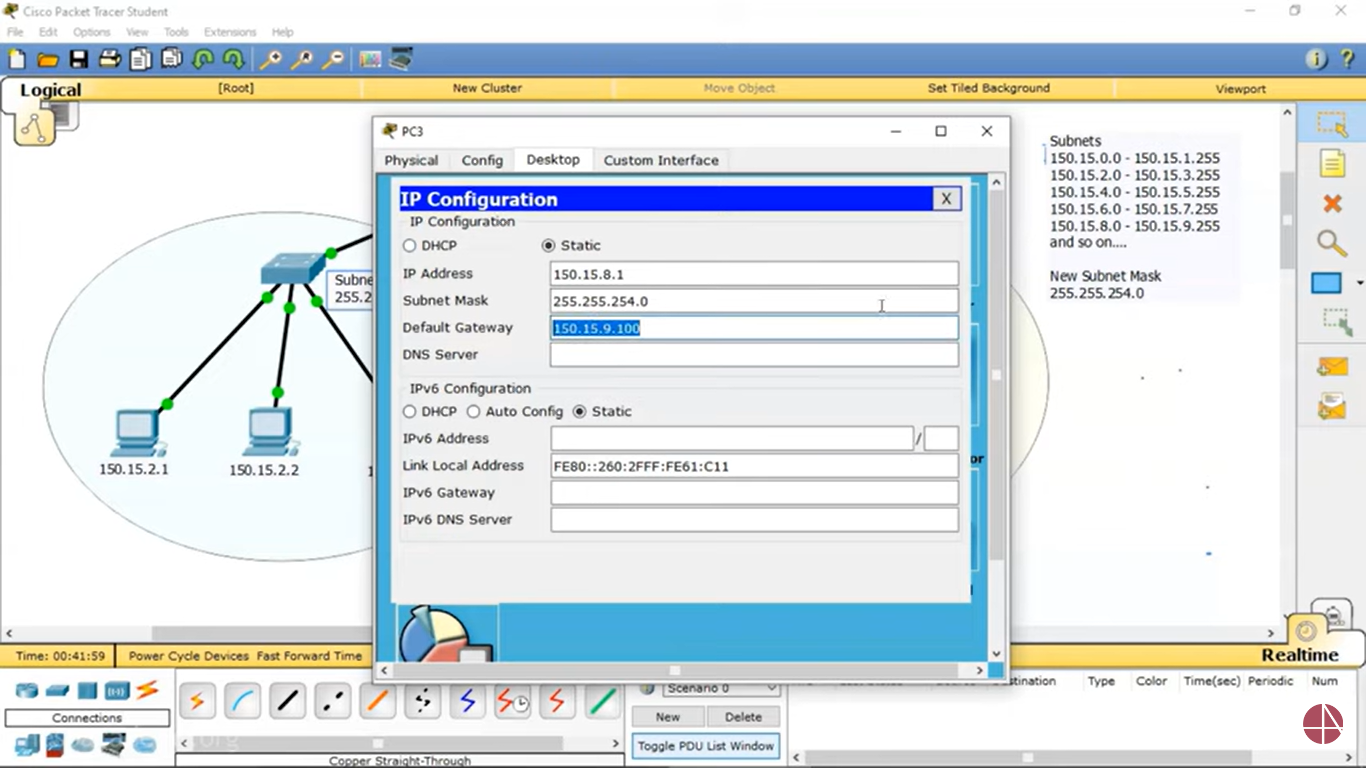 Cisco Packet Tracer Student
File Edit Options View Tools Extensions Help
Logical [Root] New Cluster Move Object Set Tiled Background Viewport
PC3
Physical Config Desktop Custom Interface
IP Configuration X
IP Configuration
DHCP Static
IP Address 150.15.8.1
Subnet Mask 255.255.254.0
Default Gateway 150.15.9.100
DNS Server
IPv6 Configuration
DHCP Auto Config Static
IPv6 Address /
Link Local Address FE80::260:2FFF:FE61:C11
IPv6 Gateway
IPv6 DNS Server
Subne
255.2
150.15.2.1 150.15.2.2 1
or
Subnets
150.15.0.0 - 150.15.1.255
150.15.2.0 - 150.15.3.255
150.15.4.0 - 150.15.5.255
150.15.6.0 - 150.15.7.255
150.15.8.0 - 150.15.9.255
and so on....
New Subnet Mask
255.255.254.0
Time: 00:41:59 Power Cycle Devices Fast Forward Time Realtime
Connections
Copper Straight-Through
Scenario 0
New Delete
Toggle PDU List Window
stination Type Color Time(sec) Periodic Num